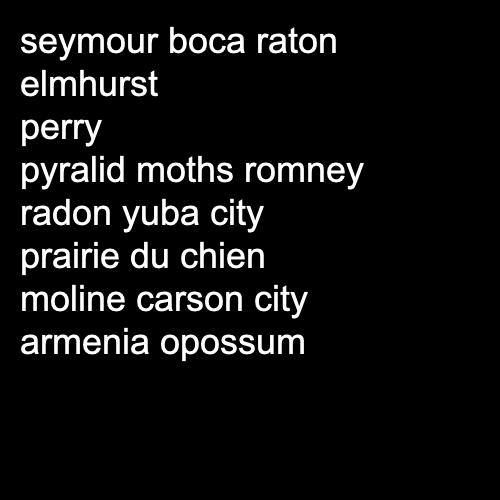 seymour boca raton
elmhurst
perry
pyralid moths romney
radon yuba city
prairie du chien
moline carson city
armenia opossum